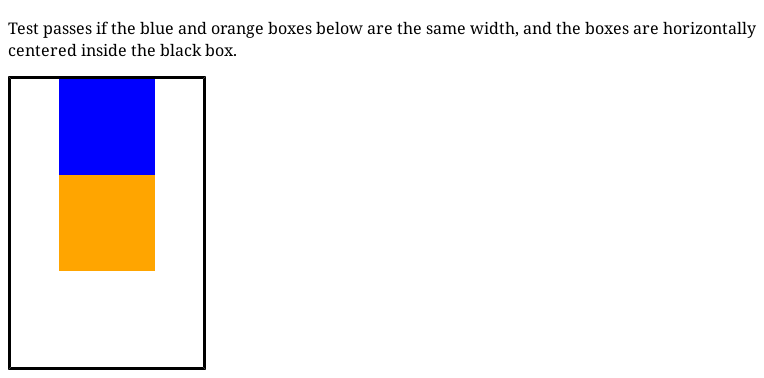 Test passes if the blue and orange boxes below are the same width, and the boxes are horizontally
centered inside the black box.